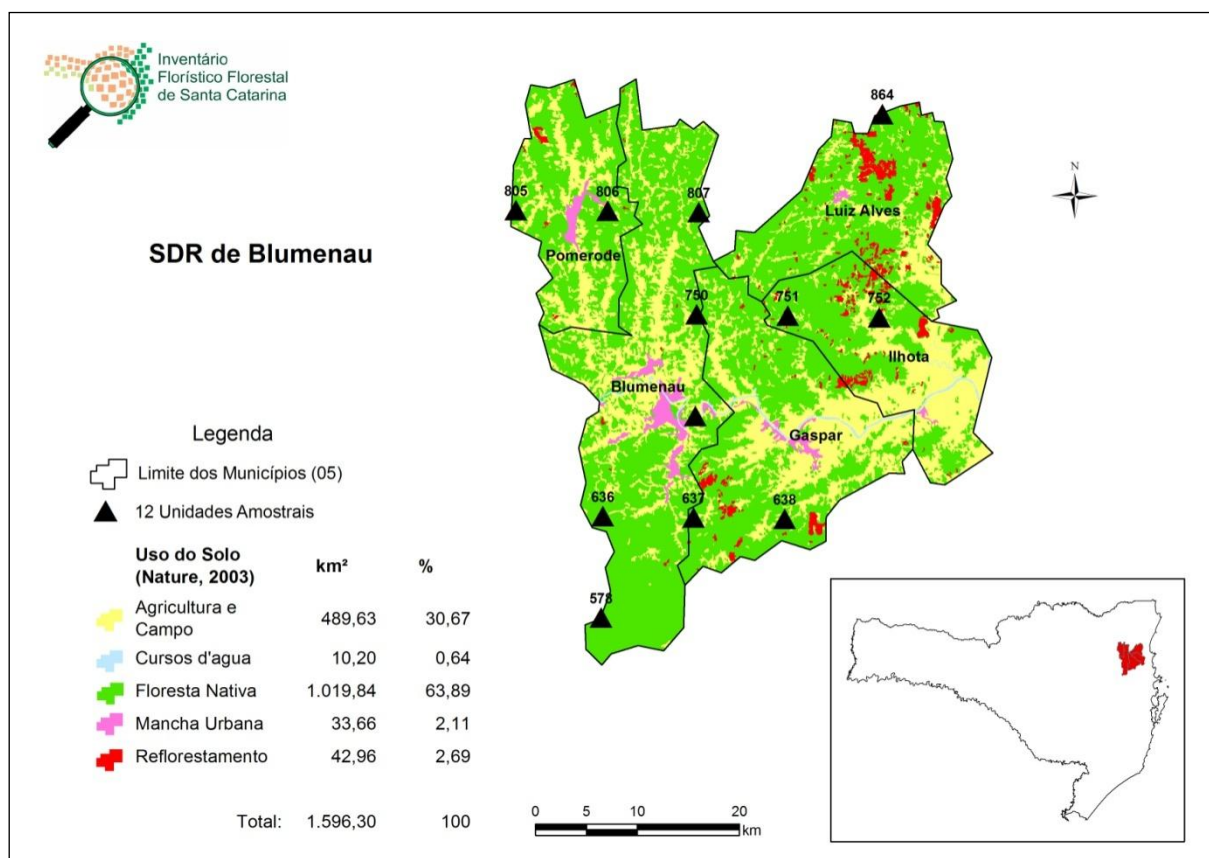 Inventário
Florístico Florestal
de Santa Catarina
SDR de Blumenau
Legenda
Limite dos Municípios (05)
12 Unidades Amostrais
Uso do Solo
(Nature, 2003) km² %
Agricultura e
Campo 489,63 30,67
Cursos d'agua 10,20 0,64
Floresta Nativa 1.019,84 63,89
Mancha Urbana 33,66 2,11
Reflorestamento 42,96 2,69
Total: 1.596,30 100
864
N
805 806 807
Luiz Alves
Pomerode
750 751 752
Ilhota
Blumenau
Gaspar
636 637 638
578
0 5 10 20
km